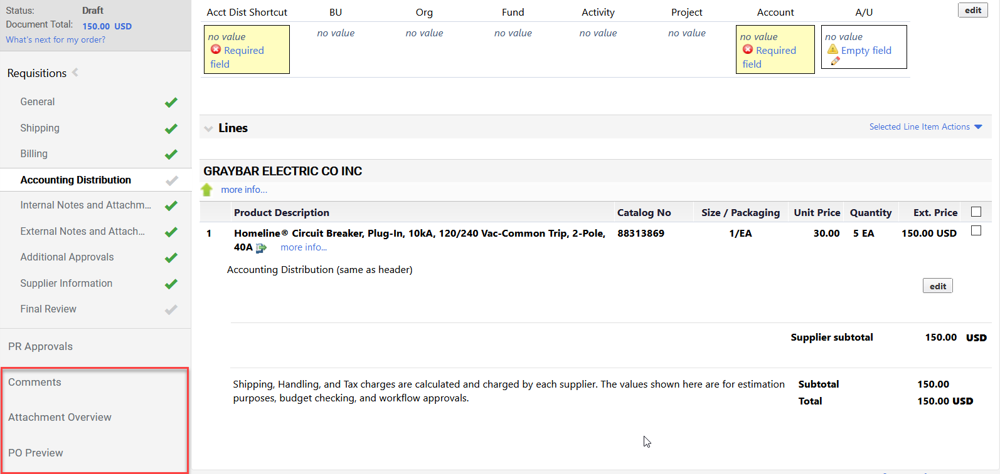 Status: Draft
Document Total: 150.00 USD
What's next for my order?
Requisitions
General
Shipping
Billing
Accounting Distribution
Internal Notes and Attachm...
External Notes and Attach...
Additional Approvals
Supplier Information
Final Review
PR Approvals
Comments
Attachment Overview
PO Preview
Acct Dist Shortcut BU Org Fund Activity Project Account A/U
edit
no value no value no value no value no value no value no value no value
Required field Required field Empty field
Lines
Selected Line Item Actions
GRAYBAR ELECTRIC CO INC
more info...
Product Description Catalog No Size / Packaging Unit Price Quantity Ext. Price
1 Homeline® Circuit Breaker, Plug-In, 10kA, 120/240 Vac-Common Trip, 2-Pole, 88313869 1/EA 30.00 5 EA 150.00 USD
40A more info...
Accounting Distribution (same as header)
edit
Supplier subtotal 150.00 USD
Shipping, Handling, and Tax charges are calculated and charged by each supplier. The values shown here are for estimation
purposes, budget checking, and workflow approvals.
Subtotal 150.00
Total 150.00 USD